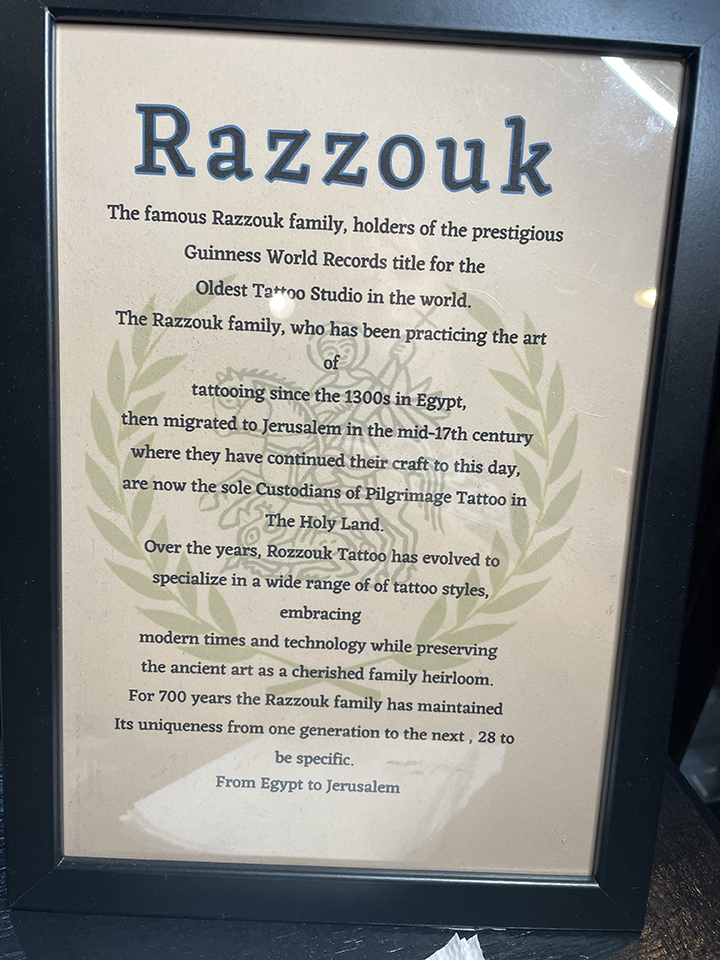 Razzouk
The famous Razzouk family, holders of the prestigious
Guinness World Records title for the
Oldest Tattoo Studio in the world.
The Razzouk family, who has been practicing the art
of
tattooing since the 1300s in Egypt,
then migrated to Jerusalem in the mid-17th century
where they have continued their craft to this day,
are now the sole Custodians of Pilgrimage Tattoo in
The Holy Land.
Over the years, Rozzouk Tattoo has evolved to
specialize in a wide range of of tattoo styles,
embracing
modern times and technology while preserving
the ancient art as a cherished family heirloom.
For 700 years the Razzouk family has maintained
Its uniqueness from one generation to the next , 28 to
be specific.
From Egypt to Jerusalem